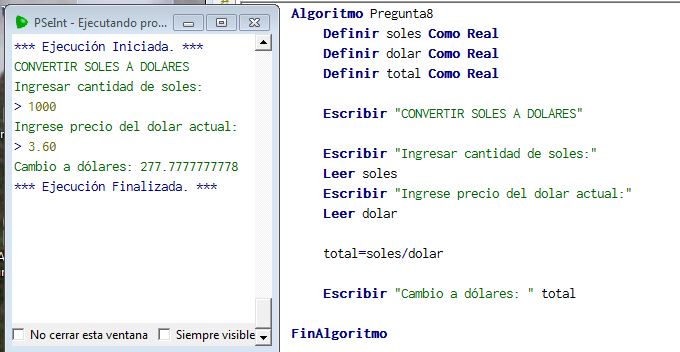 PSeInt - Ejecutando pro...
*** Ejecución Iniciada. ***
CONVERTIR SOLES A DOLARES
Ingresar cantidad de soles:
> 1000
Ingrese precio del dolar actual:
> 3.60
Cambio a dólares: 277.7777777778
*** Ejecución Finalizada. ***
No cerrar esta ventana
Siempre visible
Algoritmo Pregunta8
Definir soles Como Real
Definir dolar Como Real
Definir total Como Real
Escribir "CONVERTIR SOLES A DOLARES"
Escribir "Ingresar cantidad de soles:"
Leer soles
Escribir "Ingrese precio del dolar actual:"
Leer dolar
total=soles/dolar
Escribir "Cambio a dólares: " total
FinAlgoritmo